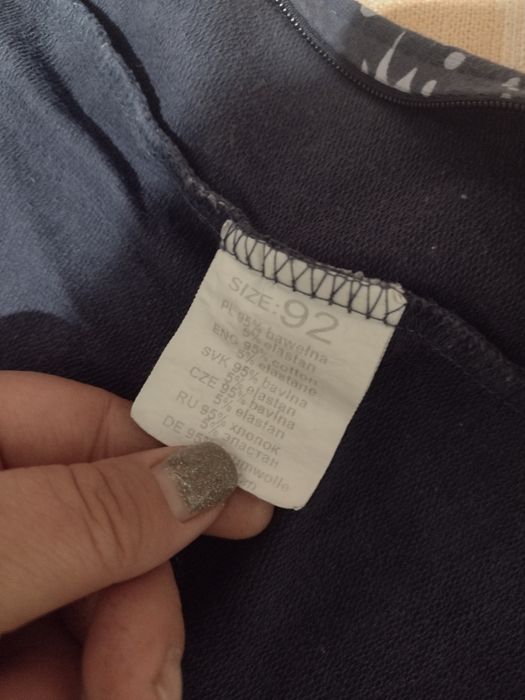 SIZE: 92
PL 95% bawełna
5% elastan
ENG 95% cotton
5% elastane
SVK 95% bavlna
5% elastan
CZE 95% bavlna
5% elastan
RU 95% хлопок
5% эластан
DE 95